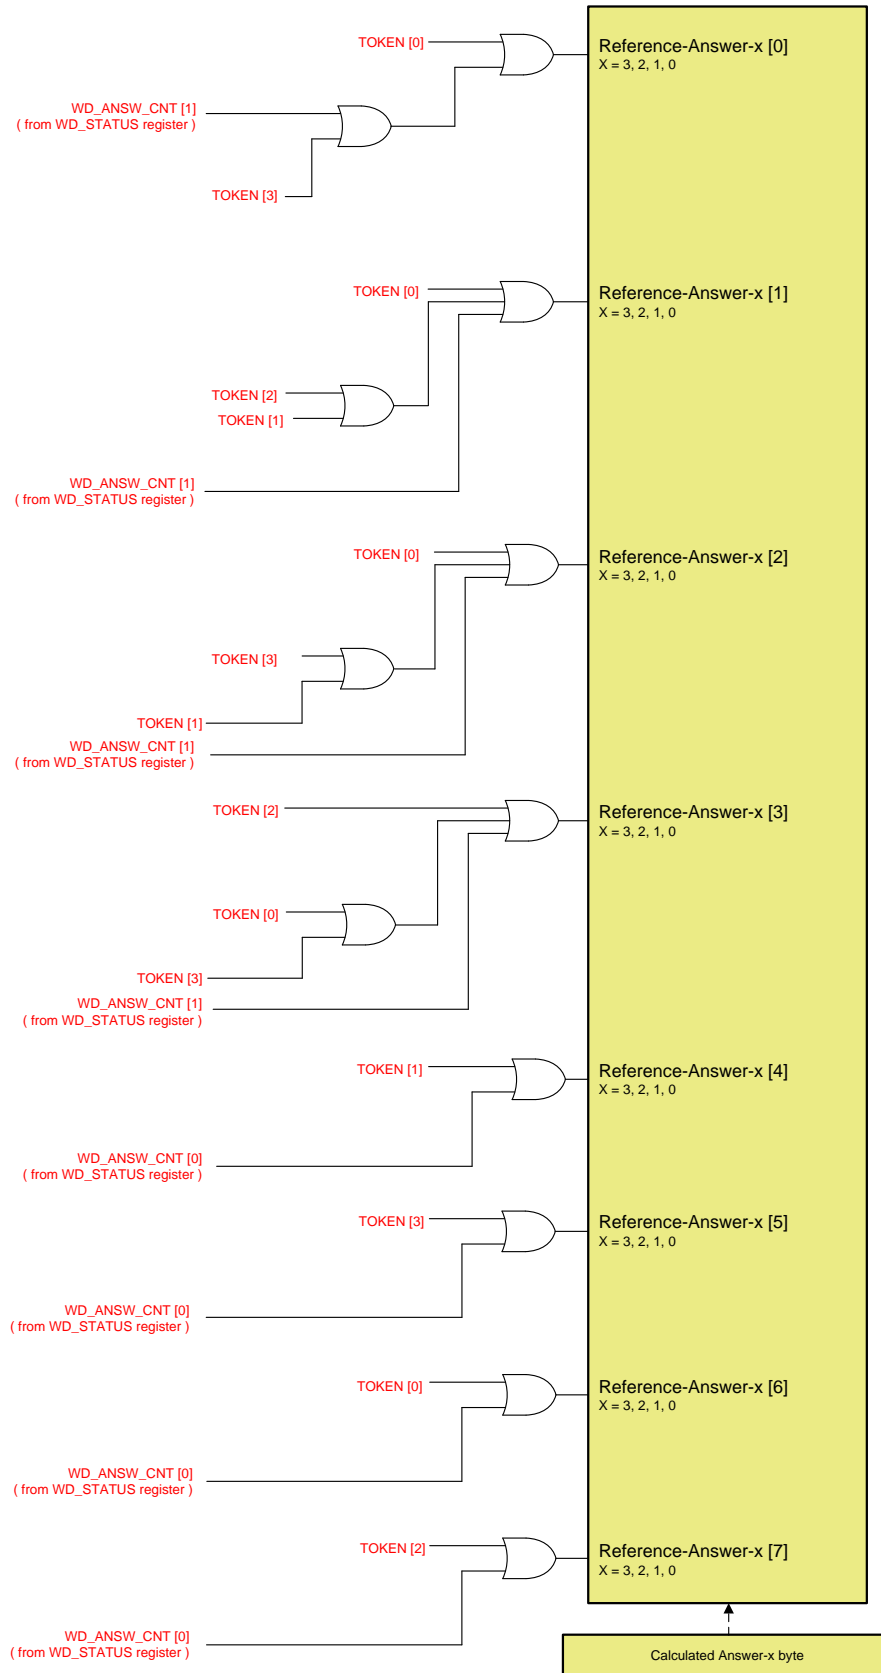 TOKEN [0]
Reference-Answer-x [0]
X = 3, 2, 1, 0
WD_ANSW_CNT [1]
( from WD_STATUS register )
TOKEN [3]
TOKEN [0]
Reference-Answer-x [1]
X = 3, 2, 1, 0
TOKEN [2]
TOKEN [1]
WD_ANSW_CNT [1]
( from WD_STATUS register )
TOKEN [0]
Reference-Answer-x [2]
X = 3, 2, 1, 0
TOKEN [3]
TOKEN [1]
WD_ANSW_CNT [1]
( from WD_STATUS register )
TOKEN [2]
Reference-Answer-x [3]
X = 3, 2, 1, 0
TOKEN [0]
TOKEN [3]
WD_ANSW_CNT [1]
( from WD_STATUS register )
TOKEN [1]
Reference-Answer-x [4]
X = 3, 2, 1, 0
WD_ANSW_CNT [0]
( from WD_STATUS register )
TOKEN [3]
Reference-Answer-x [5]
X = 3, 2, 1, 0
WD_ANSW_CNT [0]
( from WD_STATUS register )
TOKEN [0]
Reference-Answer-x [6]
X = 3, 2, 1, 0
WD_ANSW_CNT [0]
( from WD_STATUS register )
TOKEN [2]
Reference-Answer-x [7]
X = 3, 2, 1, 0
WD_ANSW_CNT [0]
( from WD_STATUS register )
Calculated Answer-x byte